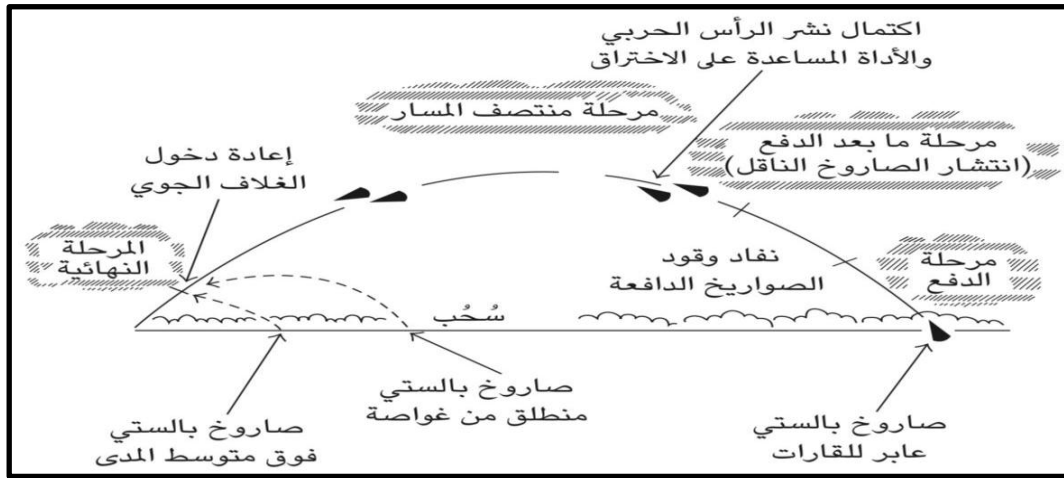 اكتمال نشر الرأس الحربي
والأداة المساعدة على الاختراق
مرحلة منتصف المسار
مرحلة ما بعد الدفع
(انتشار الصاروخ الناقل)
إعادة دخول
الغلاف الجوي
المرحلة
النهائية
نفاد وقود
الصواريخ الدافعة
مرحلة
الدفع
سُحُب
صاروخ بالستي
منطلق من غواصة
صاروخ بالستي
فوق متوسط المدى
صاروخ بالستي
عابر للقارات